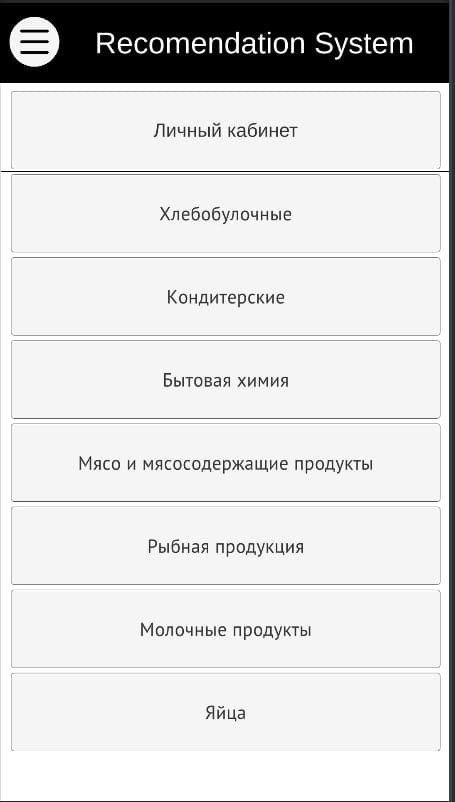 Recomendation System
Личный кабинет
Хлебобулочные
Кондитерские
Бытовая химия
Мясо и мясосодержащие продукты
Рыбная продукция
Молочные продукты
Яйца